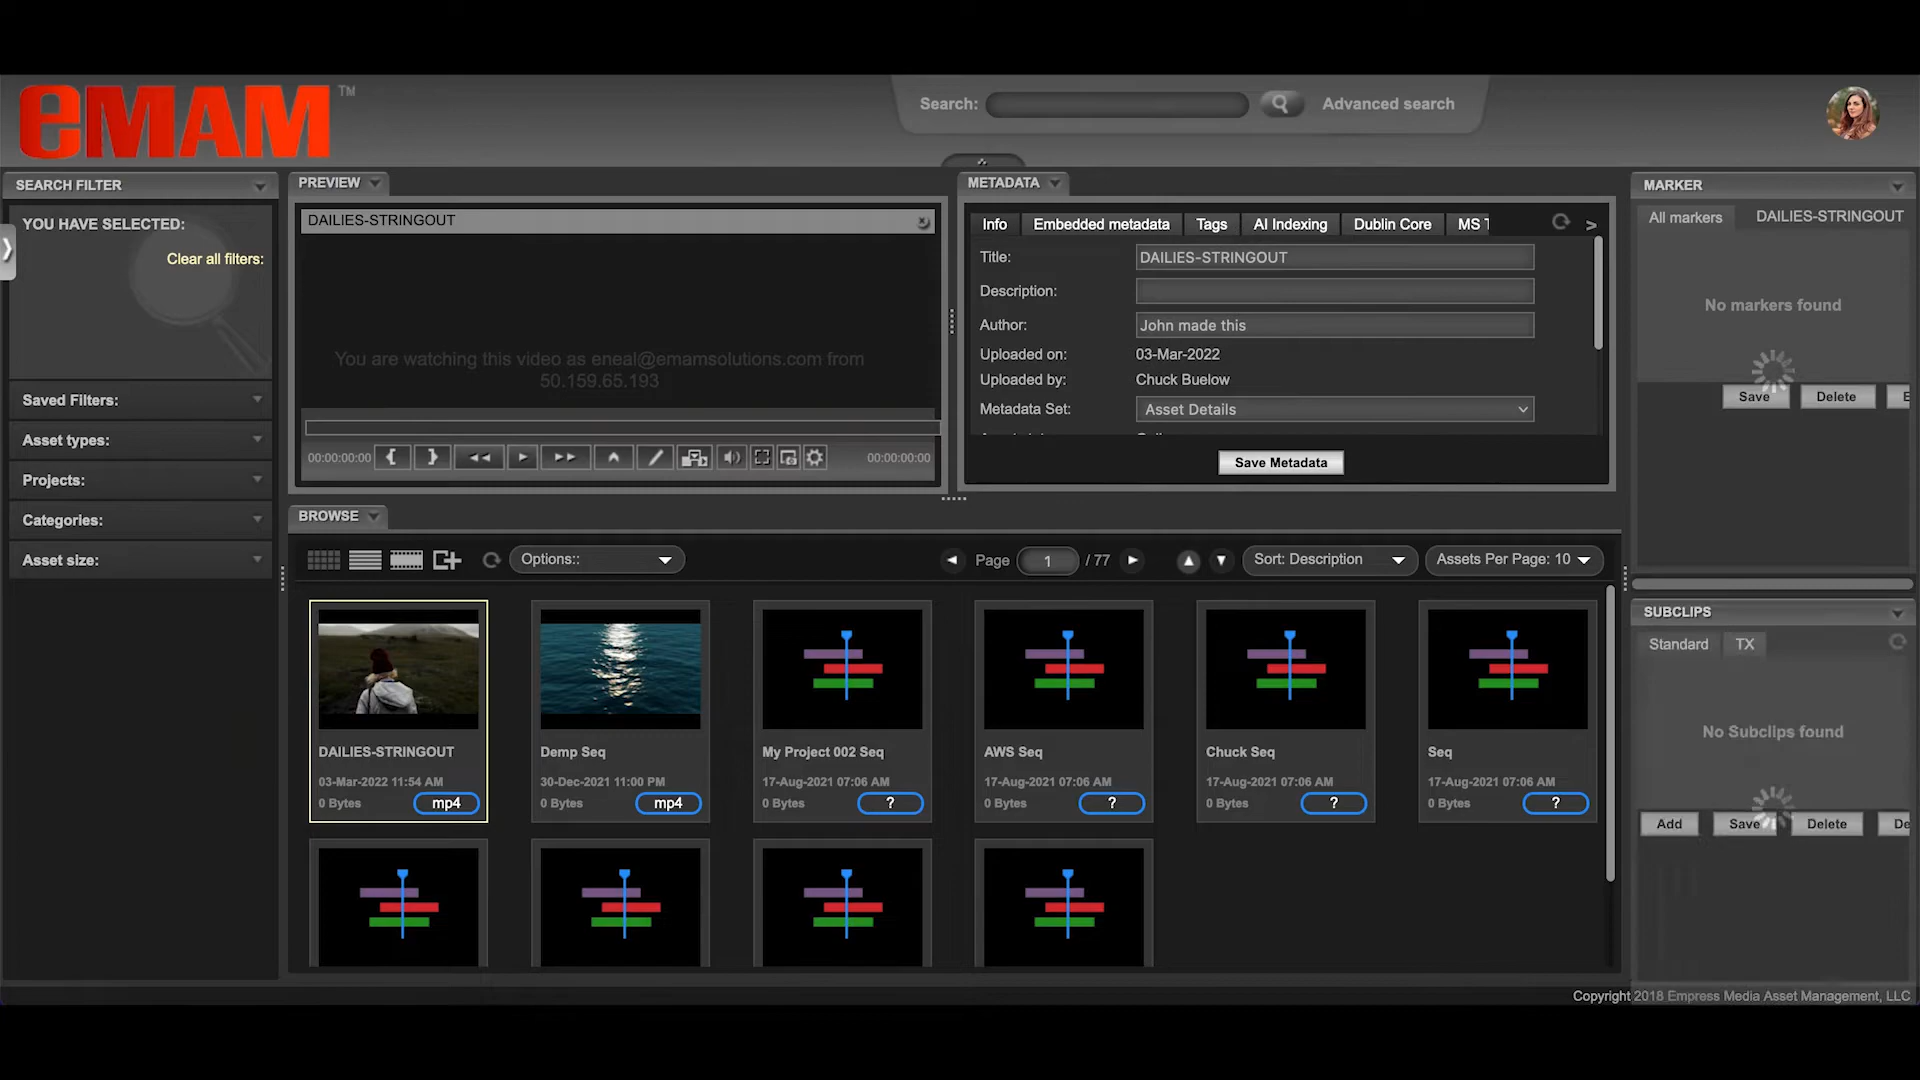 eMAM TM
Search:
Advanced search
SEARCH FILTER
YOU HAVE SELECTED:
Clear all filters:
Saved Filters:
Asset types:
Projects:
Categories:
Asset size:
PREVIEW
DAILIES-STRINGOUT
You are watching this video as eneal@emamsolutions.com from
50.159.65.193
00:00:00:00
00:00:00:00
METADATA
Info
Embedded metadata
Tags
AI Indexing
Dublin Core
MS
Title:
DAILIES-STRINGOUT
Description:
Author:
John made this
Uploaded on:
03-Mar-2022
Uploaded by:
Chuck Buelow
Metadata Set:
Asset Details
Save Metadata
MARKER
All markers
DAILIES-STRINGOUT
No markers found
Save
Delete
BROWSE
Options::
Page 1 / 77
Sort: Description
Assets Per Page: 10
DAILIES-STRINGOUT
03-Mar-2022 11:54 AM
0 Bytes
mp4
Demp Seq
30-Dec-2021 11:00 PM
0 Bytes
mp4
My Project 002 Seq
17-Aug-2021 07:06 AM
0 Bytes
?
AWS Seq
17-Aug-2021 07:06 AM
0 Bytes
?
Chuck Seq
17-Aug-2021 07:06 AM
0 Bytes
?
Seq
17-Aug-2021 07:06 AM
0 Bytes
?
SUBCLIPS
Standard
TX
No Subclips found
Add
Save
Delete
De
Copyright 2018 Empress Media Asset Management, LLC